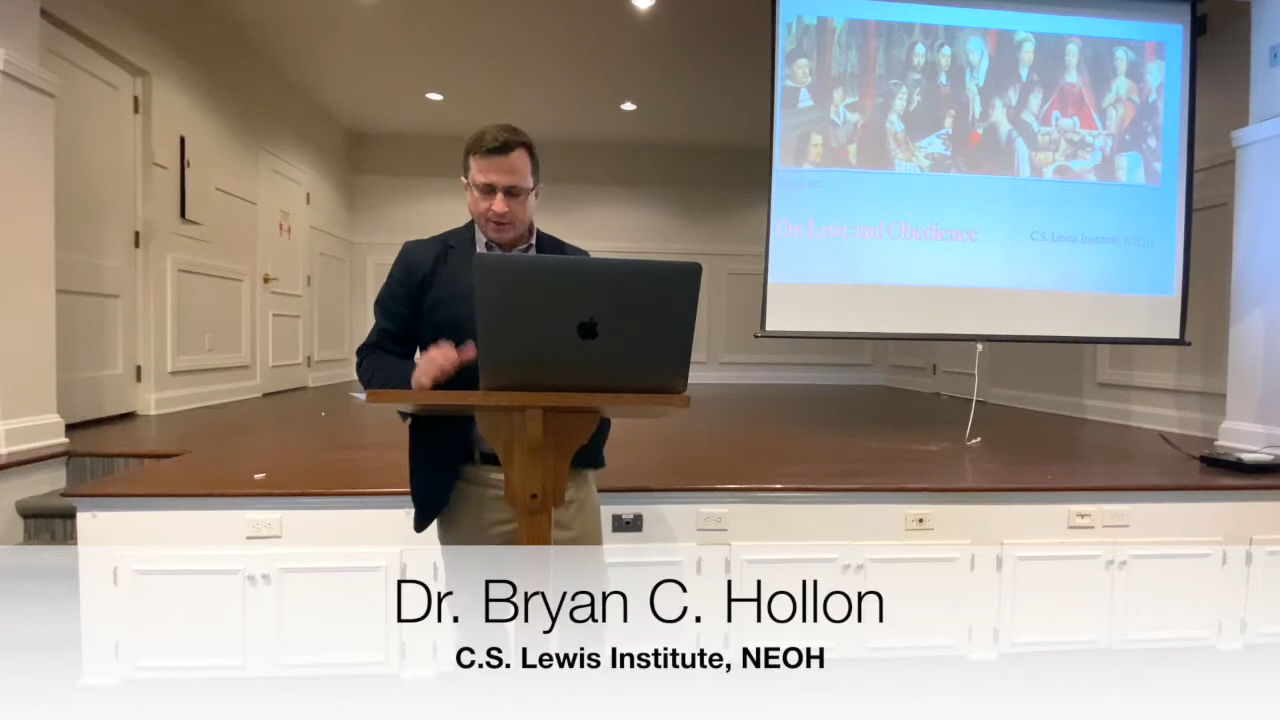 On Love and Obedience
C.S. Lewis Institute, NEOH
Dr. Bryan C. Hollon
C.S. Lewis Institute, NEOH